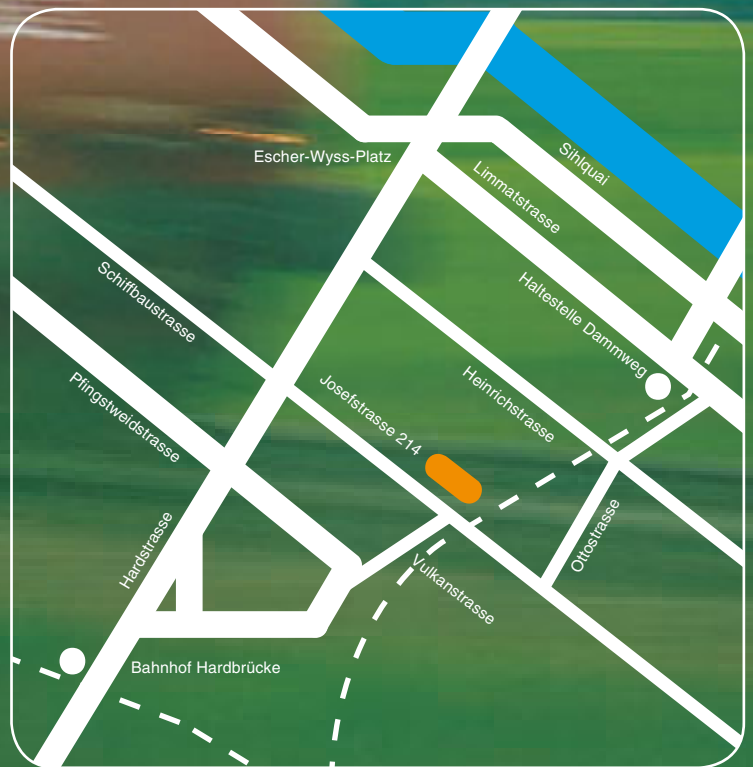 Escher-Wyss-Platz
Sihlquai
Limmatstrasse
Schiffbaustrasse
Haltestelle Dammweg
Pfingstweidstrasse
Josefstrasse 214
Heinrichstrasse
Hardstrasse
Ottostrasse
Vulkanstrasse
Bahnhof Hardbrücke